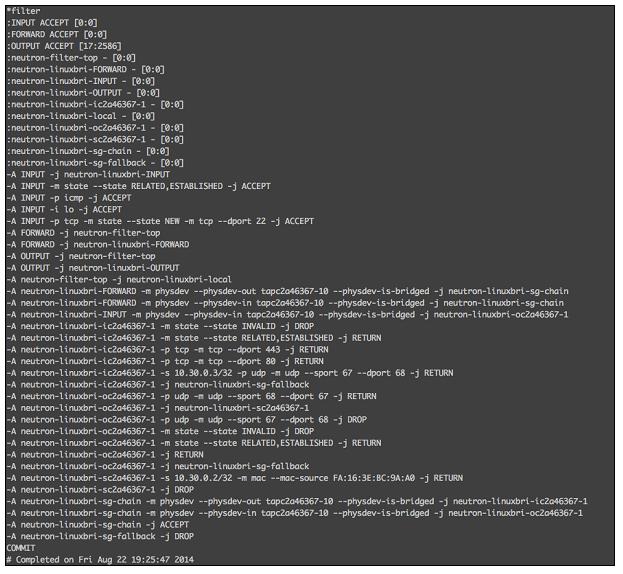 *filter
:INPUT ACCEPT [0:0]
:FORWARD ACCEPT [0:0]
:OUTPUT ACCEPT [17:2586]
:neutron-filter-top - [0:0]
:neutron-linuxbri-FORWARD - [0:0]
:neutron-linuxbri-INPUT - [0:0]
:neutron-linuxbri-OUTPUT - [0:0]
:neutron-linuxbri-ic2a46367-1 - [0:0]
:neutron-linuxbri-local - [0:0]
:neutron-linuxbri-oc2a46367-1 - [0:0]
:neutron-linuxbri-sc2a46367-1 - [0:0]
:neutron-linuxbri-sg-chain - [0:0]
:neutron-linuxbri-sg-fallback - [0:0]
-A INPUT -j neutron-linuxbri-INPUT
-A INPUT -m state --state RELATED,ESTABLISHED -j ACCEPT
-A INPUT -p icmp -j ACCEPT
-A INPUT -i lo -j ACCEPT
-A INPUT -p tcp -m state --state NEW -m tcp --dport 22 -j ACCEPT
-A FORWARD -j neutron-filter-top
-A FORWARD -j neutron-linuxbri-FORWARD
-A OUTPUT -j neutron-filter-top
-A OUTPUT -j neutron-linuxbri-OUTPUT
-A neutron-filter-top -j neutron-linuxbri-local
-A neutron-linuxbri-FORWARD -m physdev --physdev-out tapc2a46367-10 --physdev-is-bridged -j neutron-linuxbri-sg-chain
-A neutron-linuxbri-FORWARD -m physdev --physdev-in tapc2a46367-10 --physdev-is-bridged -j neutron-linuxbri-sg-chain
-A neutron-linuxbri-INPUT -m physdev --physdev-in tapc2a46367-10 --physdev-is-bridged -j neutron-linuxbri-oc2a46367-1
-A neutron-linuxbri-ic2a46367-1 -m state --state INVALID -j DROP
-A neutron-linuxbri-ic2a46367-1 -m state --state RELATED,ESTABLISHED -j RETURN
-A neutron-linuxbri-ic2a46367-1 -p tcp -m tcp --dport 443 -j RETURN
-A neutron-linuxbri-ic2a46367-1 -p tcp -m tcp --dport 80 -j RETURN
-A neutron-linuxbri-ic2a46367-1 -s 10.30.0.3/32 -p udp -m udp --sport 67 --dport 68 -j RETURN
-A neutron-linuxbri-ic2a46367-1 -j neutron-linuxbri-sg-fallback
-A neutron-linuxbri-oc2a46367-1 -p udp -m udp --sport 68 --dport 67 -j RETURN
-A neutron-linuxbri-oc2a46367-1 -j neutron-linuxbri-sc2a46367-1
-A neutron-linuxbri-oc2a46367-1 -p udp -m udp --sport 67 --dport 68 -j DROP
-A neutron-linuxbri-oc2a46367-1 -m state --state INVALID -j DROP
-A neutron-linuxbri-oc2a46367-1 -m state --state RELATED,ESTABLISHED -j RETURN
-A neutron-linuxbri-oc2a46367-1 -j RETURN
-A neutron-linuxbri-oc2a46367-1 -j neutron-linuxbri-sg-fallback
-A neutron-linuxbri-sc2a46367-1 -s 10.30.0.2/32 -m mac --mac-source FA:16:3E:BC:9A:A0 -j RETURN
-A neutron-linuxbri-sc2a46367-1 -j DROP
-A neutron-linuxbri-sg-chain -m physdev --physdev-out tapc2a46367-10 --physdev-is-bridged -j neutron-linuxbri-ic2a46367-1
-A neutron-linuxbri-sg-chain -m physdev --physdev-in tapc2a46367-10 --physdev-is-bridged -j neutron-linuxbri-oc2a46367-1
-A neutron-linuxbri-sg-chain -j ACCEPT
-A neutron-linuxbri-sg-fallback -j DROP
COMMIT
# Completed on Fri Aug 22 19:25:47 2014